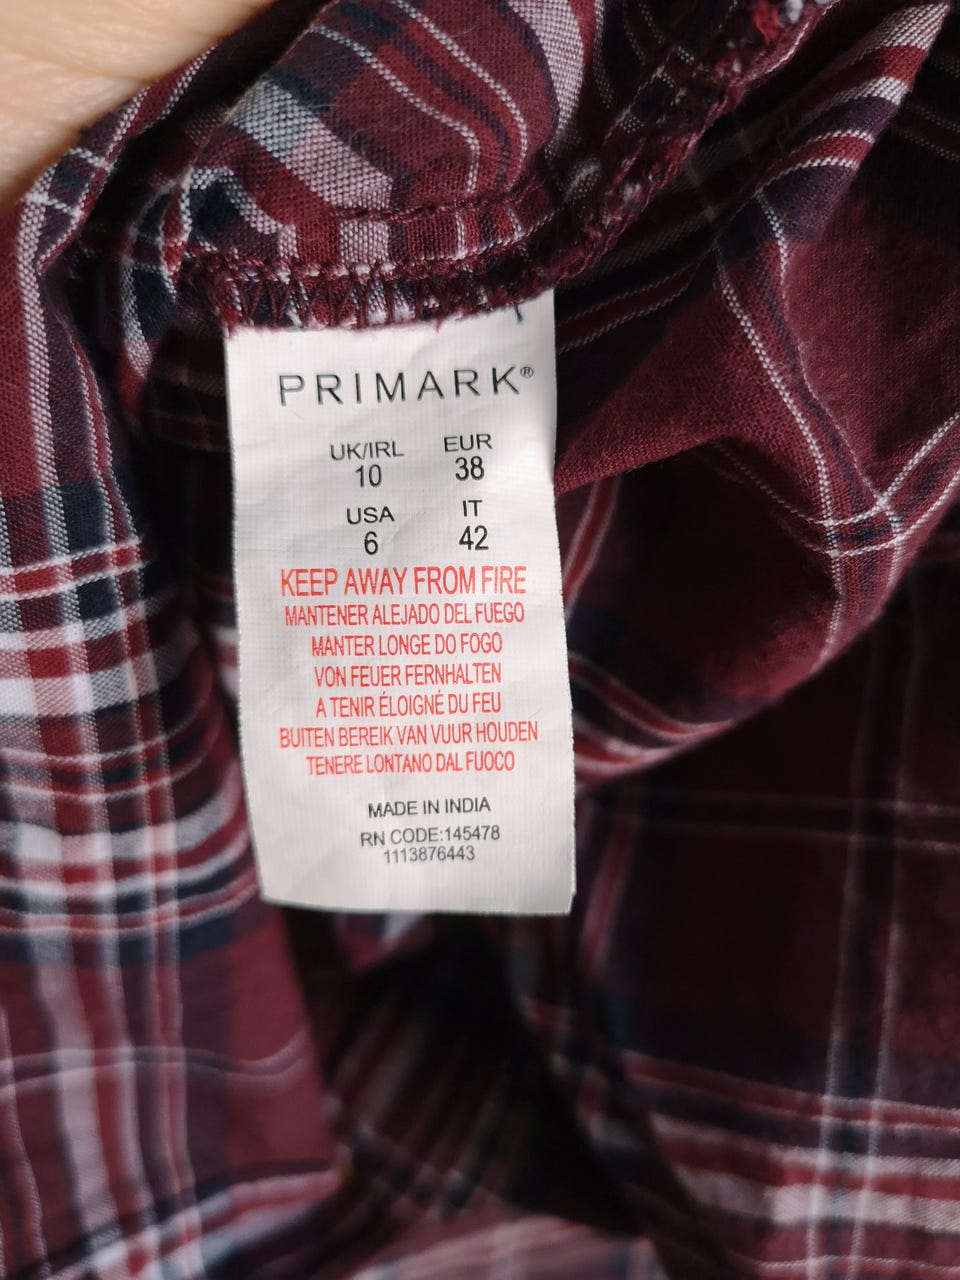 PRIMARK®
UK/IRL EUR
10 38
USA IT
6 42
KEEP AWAY FROM FIRE
MANTENER ALEJADO DEL FUEGO
MANTER LONGE DO FOGO
VON FEUER FERNHALTEN
A TENIR ÉLOIGNÉ DU FEU
BUITEN BEREIK VAN VUUR HOUDEN
TENERE LONTANO DAL FUOCO
MADE IN INDIA
RN CODE:145478
1113876443